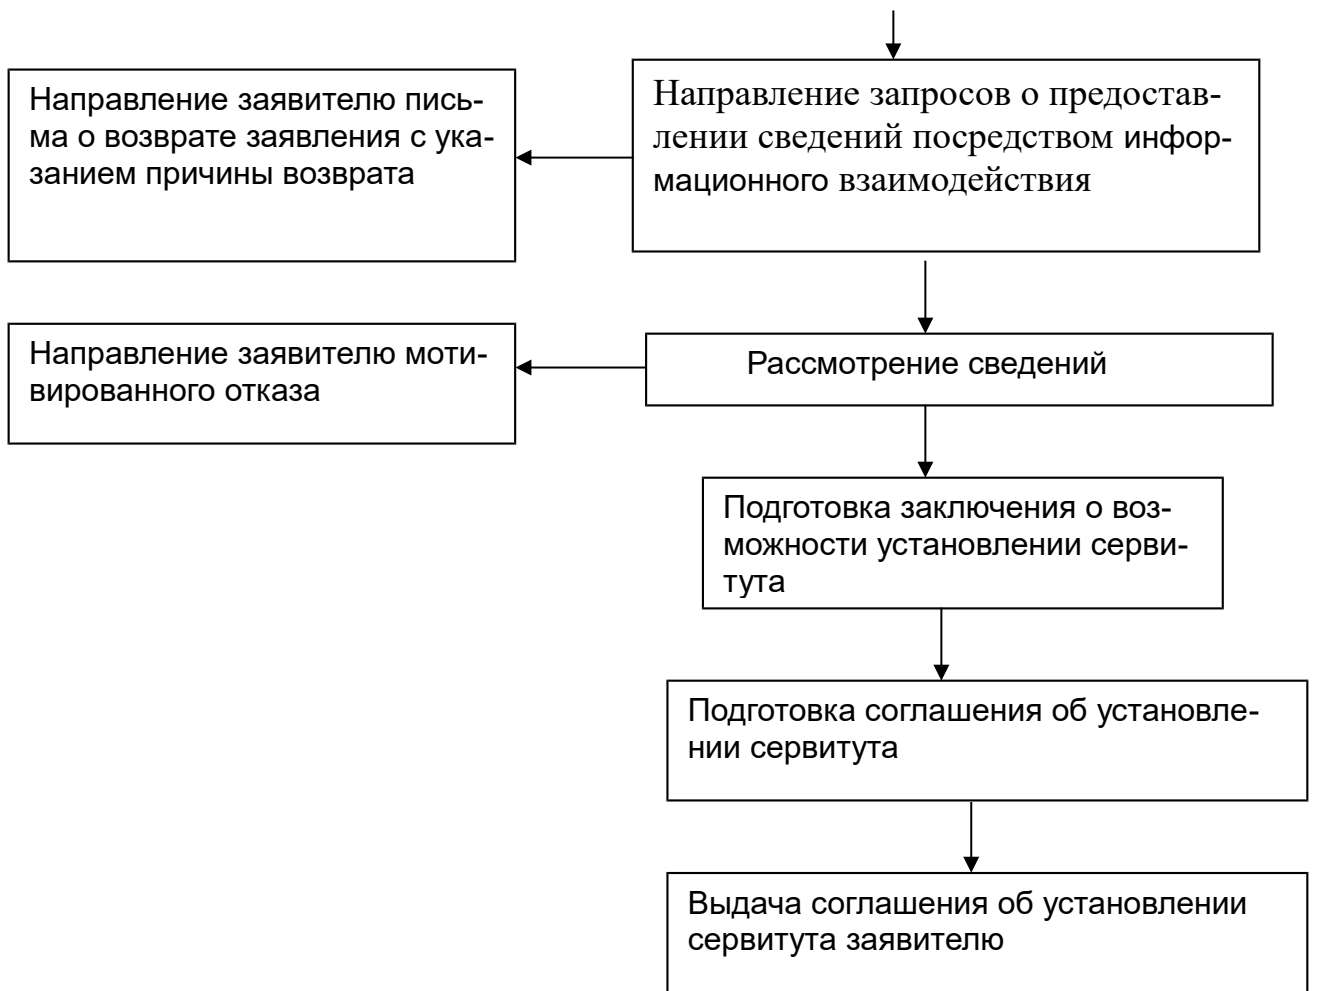 Направление заявителю пись-
ма о возврате заявления с ука-
занием причины возврата
Направление запросов о предостав-
лении сведений посредством инфор-
мационного взаимодействия
Направление заявителю моти-
вированного отказа
Рассмотрение сведений
Подготовка заключения о воз-
можности установлении серви-
тута
Подготовка соглашения об установле-
нии сервитута
Выдача соглашения об установлении
сервитута заявителю